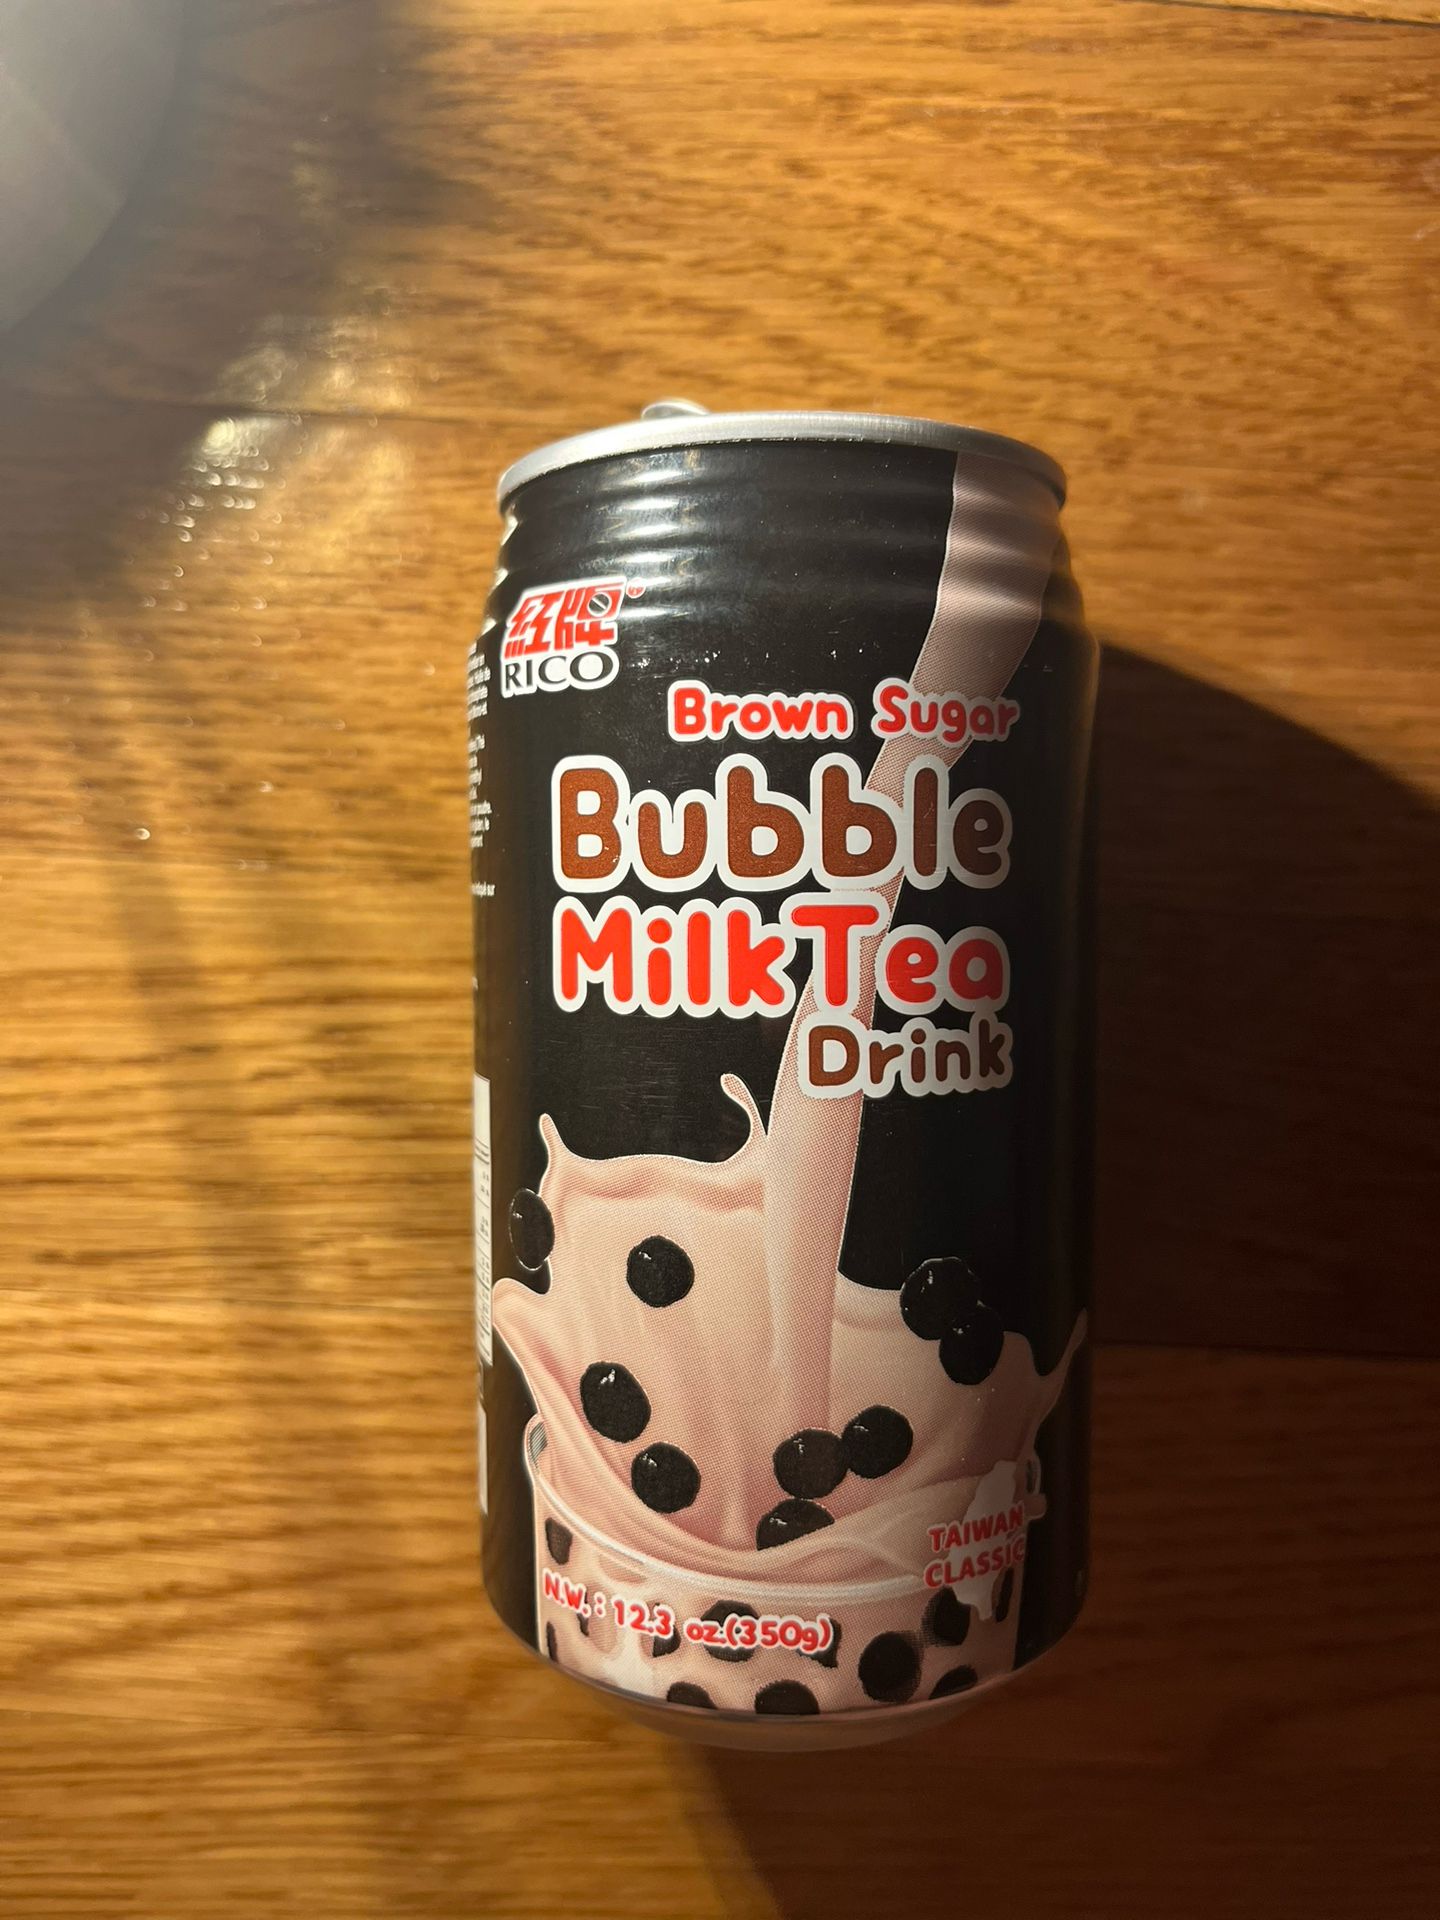 紅牌
RICO
Brown Sugar
Bubble
Milk Tea
Drink
TAIWAN
CLASSIC
N.W.: 12.3 oz.(350g)